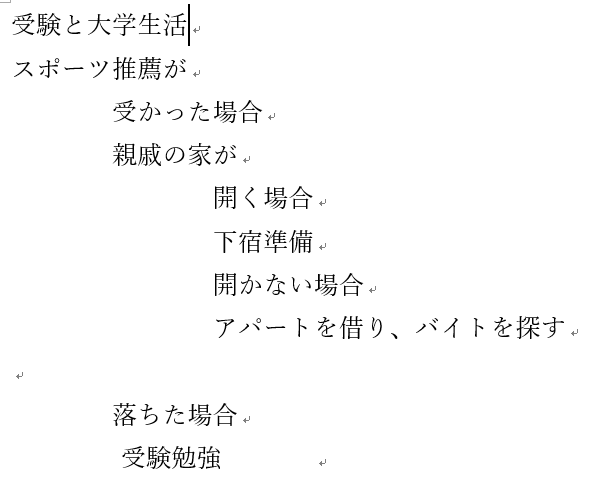 受験と大学生活
スポーツ推薦が
受かった場合
親戚の家が
開く場合
下宿準備
開かない場合
アパートを借り、バイトを探す
落ちた場合
受験勉強